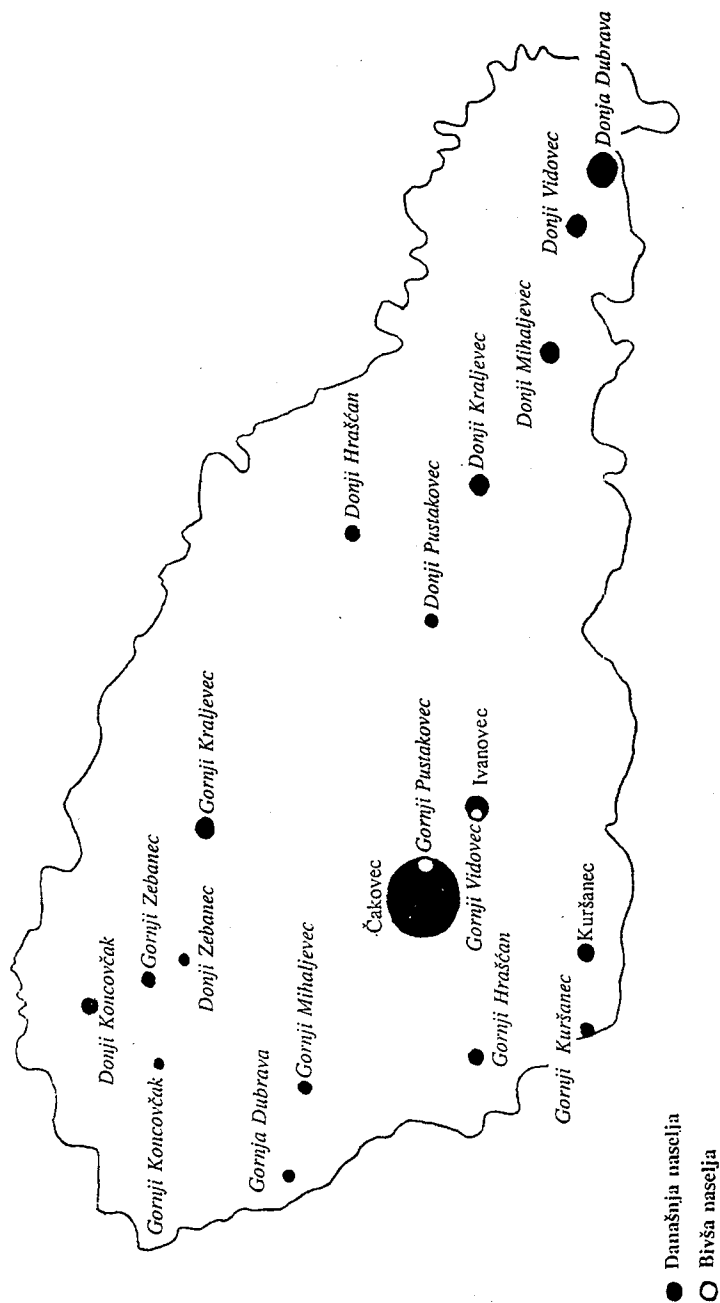 Donji Koncovčak
Gornji Koncovčak
Gornji Zebanec
Donji Zebanec
Gornji Kraljevec
Gornja Dubrava
Gornji Mihaljevec
Donji Hrašćan
Čakovec
Gornji Pustakovec
Donji Pustakovec
Gornji Hrašćan
Gornji Vidovec
Ivanovec
Donji Kraljevec
Donji Mihaljevec
Donji Vidovec
Donja Dubrava
Gornji Kuršanec
Kuršanec
Današnja naselja
Bivša naselja